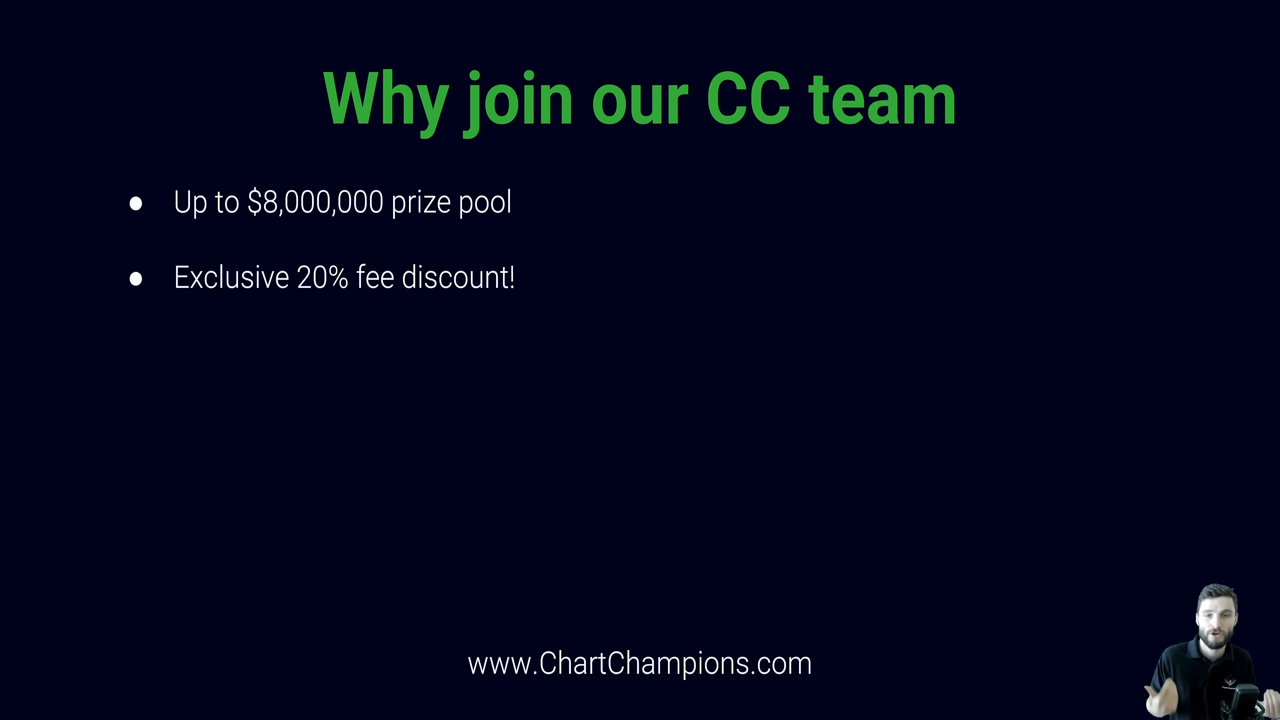 Why join our CC team
● Up to $8,000,000 prize pool
● Exclusive 20% fee discount!
www.ChartChampions.com